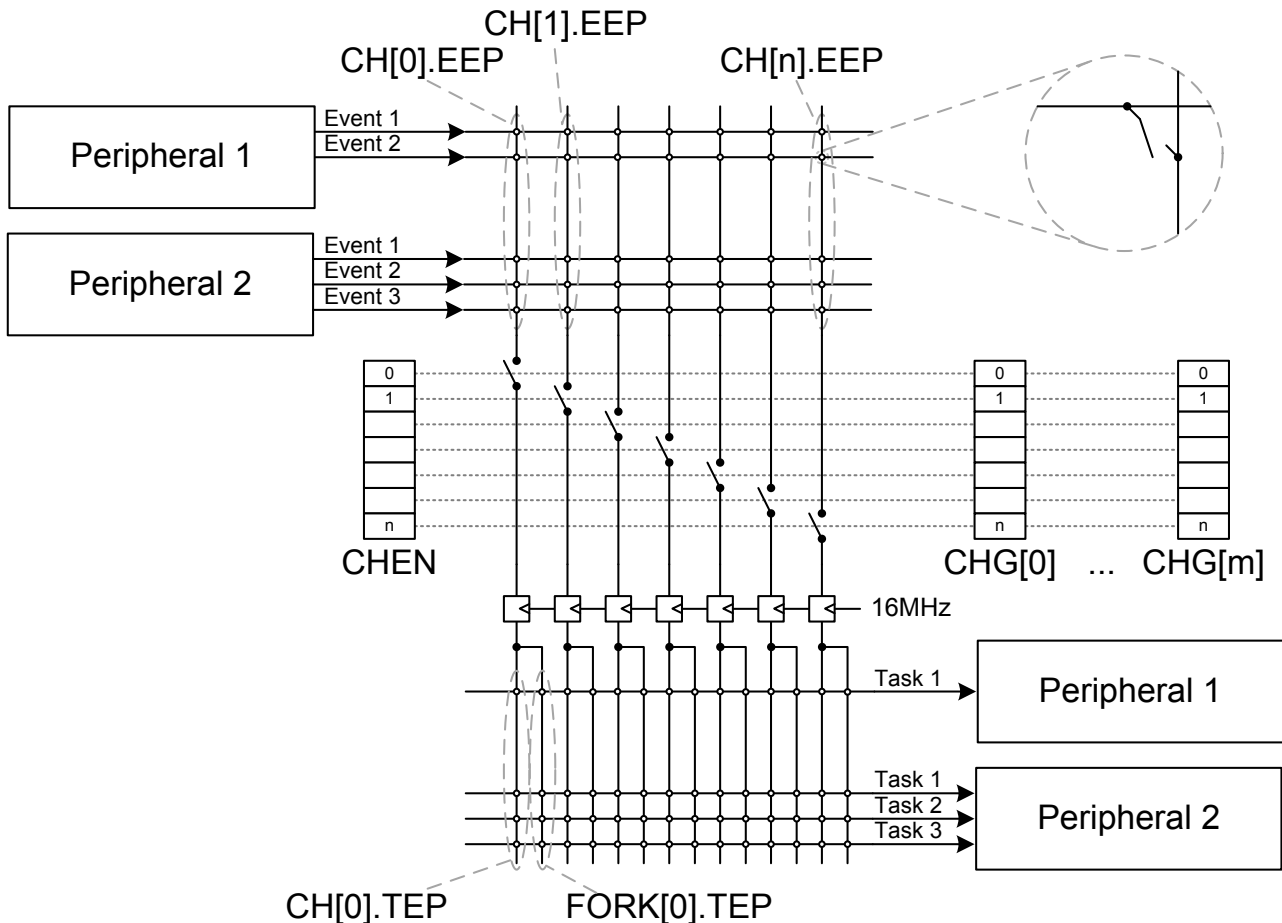 CH[1].EEP
CH[0].EEP
CH[n].EEP
Peripheral 1
Event 1
Event 2
Peripheral 2
Event 1
Event 2
Event 3
0
1
n
CHEN
0
1
n
CHG[0]
...
0
1
n
CHG[m]
16MHz
Task 1
Peripheral 1
Task 1
Task 2
Task 3
Peripheral 2
CH[0].TEP
FORK[0].TEP